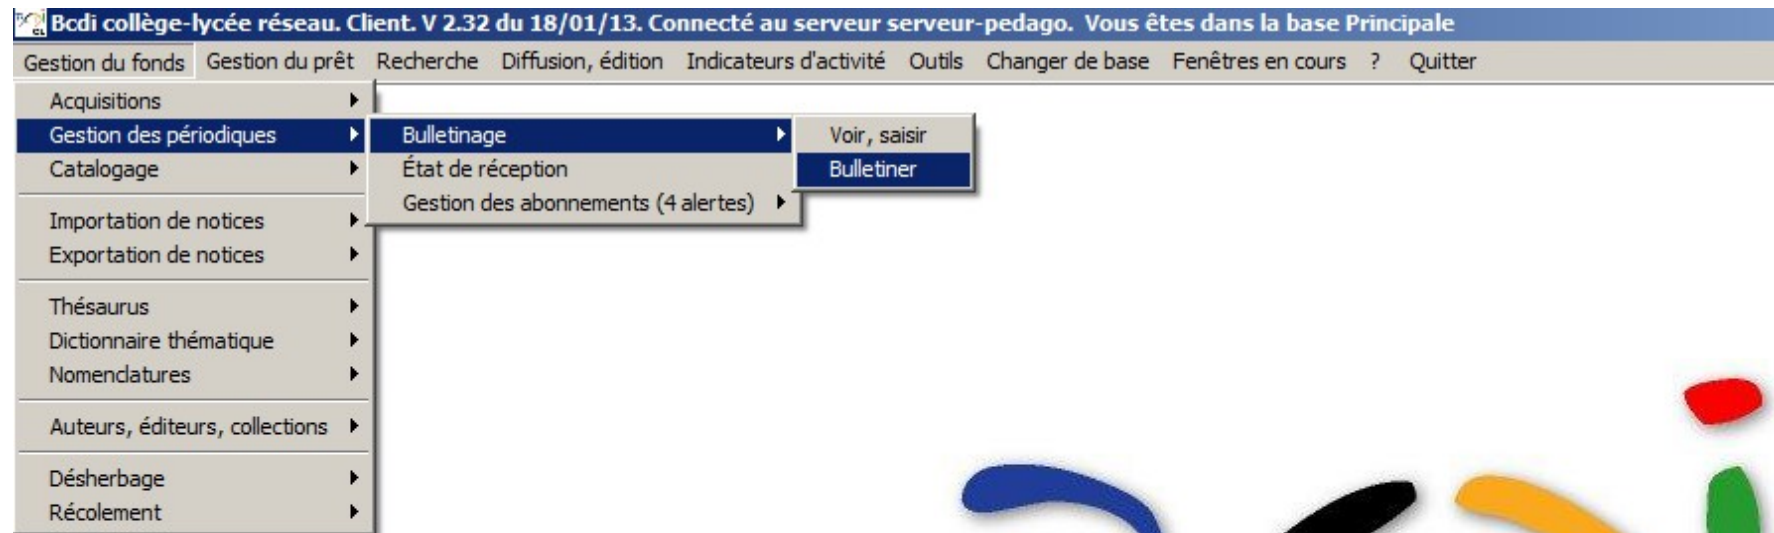 Bcdi collège-lycée réseau. Client. V 2.32 du 18/01/13. Connecté au serveur serveur-pedago. Vous êtes dans la base Principale
Gestion du fonds Gestion du prêt Recherche Diffusion, édition Indicateurs d'activité Outils Changer de base Fenêtres en cours ? Quitter
Acquisitions
Gestion des périodiques Bulletinage Voir, saisir
Catalogage État de réception Bulletiner
Gestion des abonnements (4 alertes)
Importation de notices
Exportation de notices
Thésaurus
Dictionnaire thématique
Nomenclatures
Auteurs, éditeurs, collections
Désherbage
Récolement